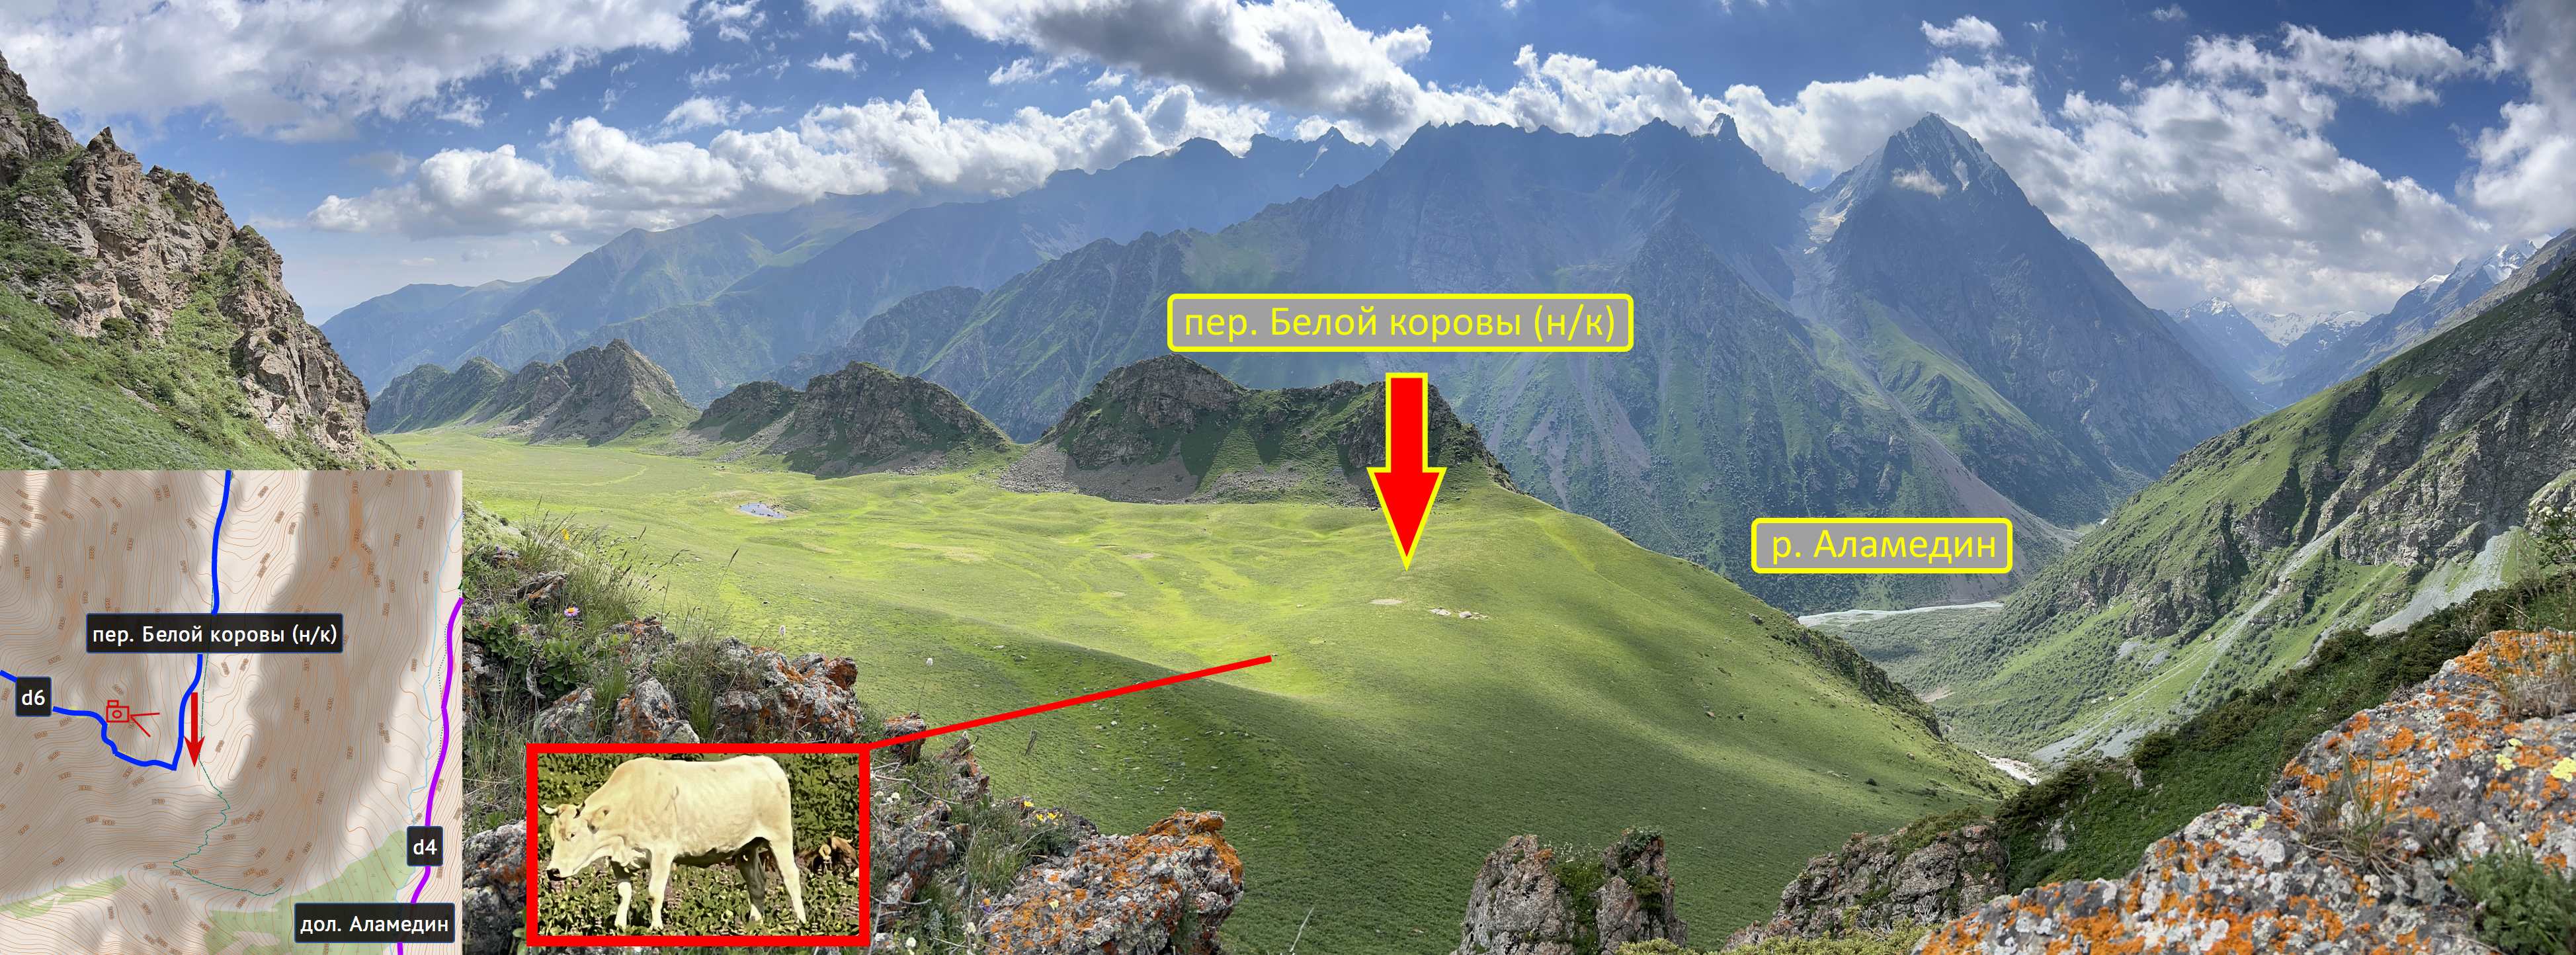 пер. Белой коровы (н/к)
р. Аламедин
пер. Белой коровы (н/к)
d6
d4
дол. Аламедин